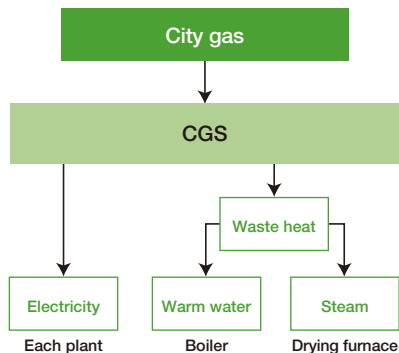 City gas
CGS
Waste heat
Electricity
Warm water
Steam
Each plant
Boiler
Drying furnace